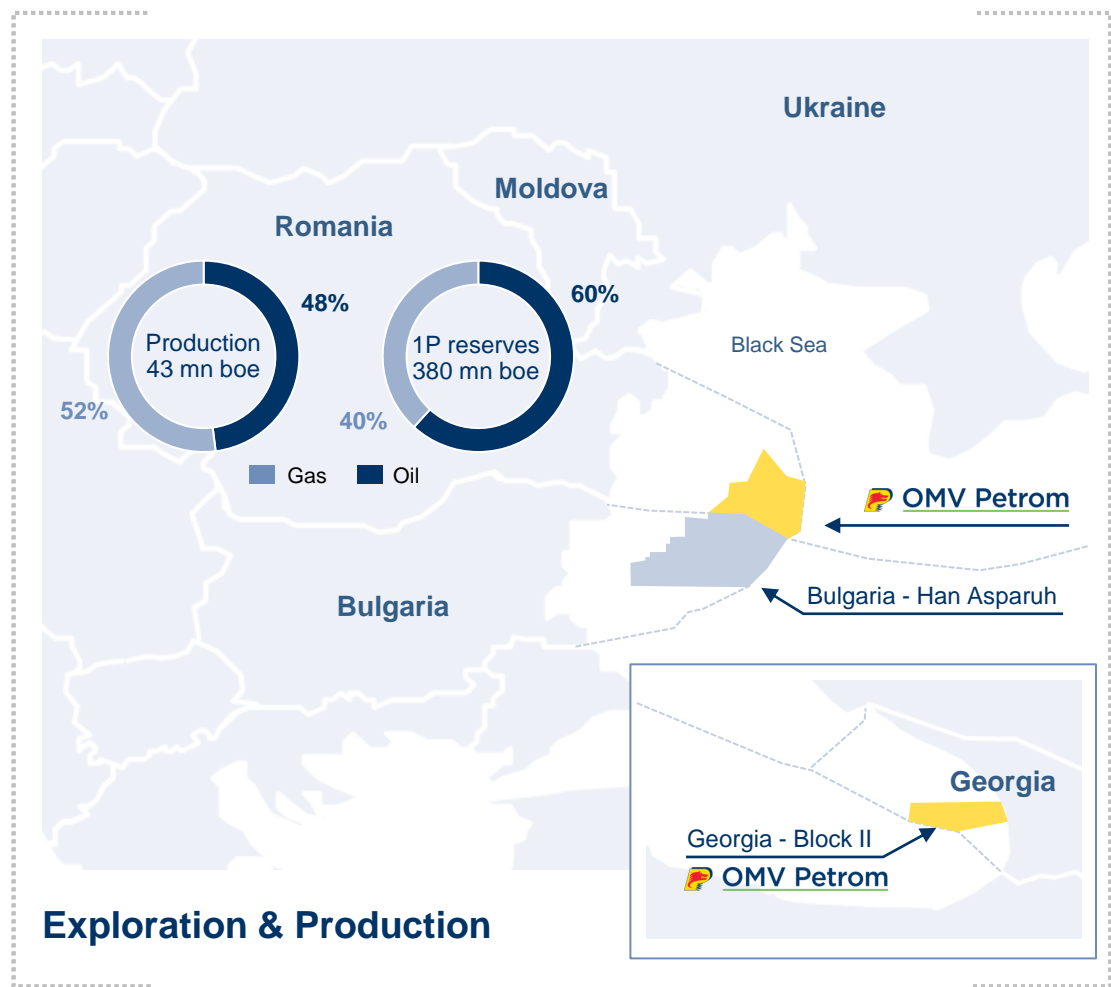 Ukraine
Moldova
Romania
48%
60%
Production
43 mn boe
1P reserves
380 mn boe
Black Sea
52%
40%
Gas
Oil
OMV Petrom
Bulgaria - Han Asparuh
Bulgaria
Georgia
Georgia - Block II
OMV Petrom
Exploration & Production